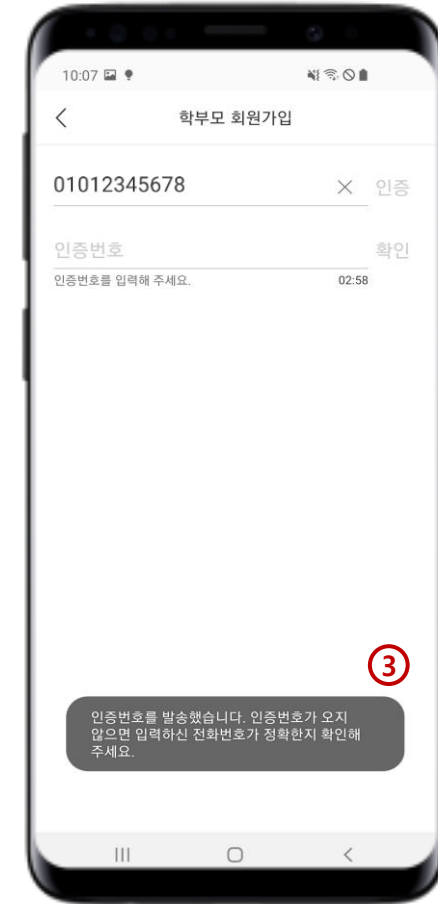 10:07
학부모 회원가입
01012345678 인증
인증번호 확인
인증번호를 입력해 주세요. 02:58
3
인증번호를 발송했습니다. 인증번호가 오지
않으면 입력하신 전화번호가 정확한지 확인해
주세요.